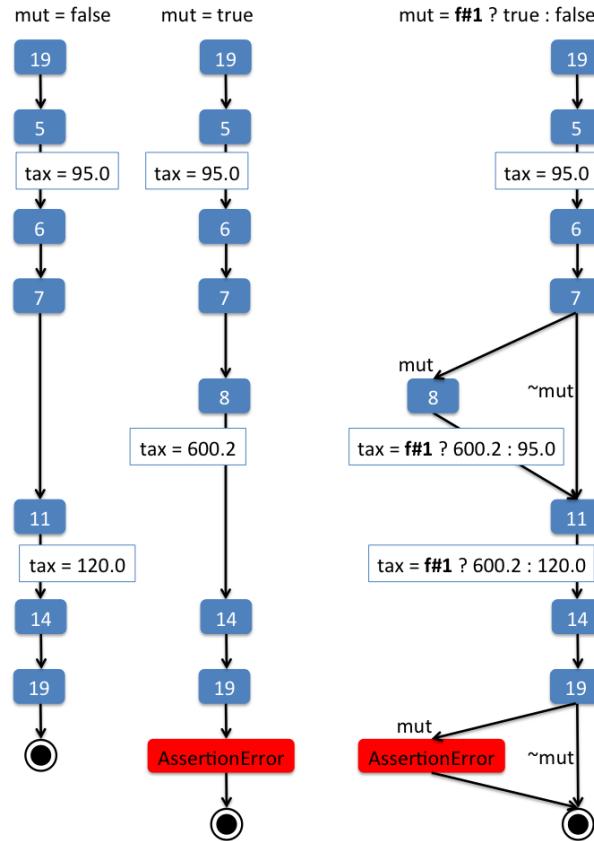 mut = false
19
5
tax = 95.0
6
7
11
tax = 120.0
14
19
mut = true
19
5
tax = 95.0
6
7
8
tax = 600.2
14
19
AssertionError
mut = f#1 ? true : false
19
5
tax = 95.0
6
7
mut
~mut
8
tax = f#1 ? 600.2 : 95.0
11
tax = f#1 ? 600.2 : 120.0
14
19
mut
~mut
AssertionError